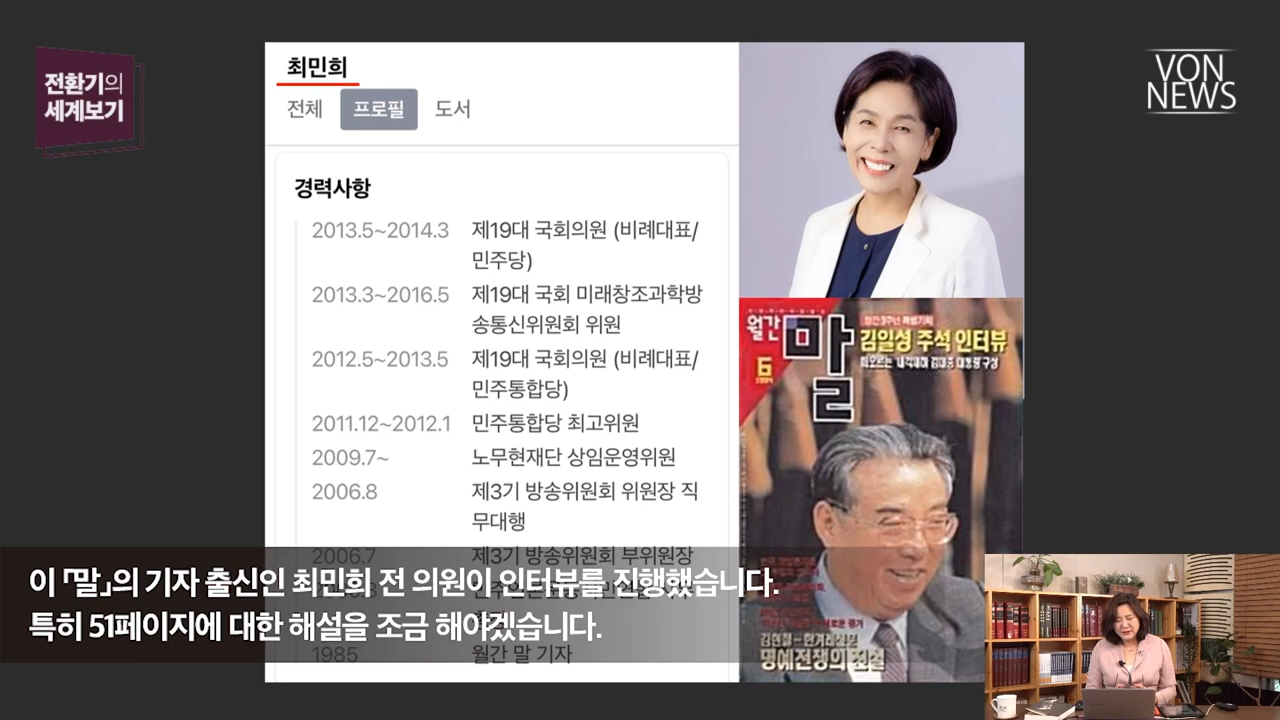 전환기의
세계보기
최민희
전체 프로필 도서
경력사항
2013.5~2014.3 제19대 국회의원 (비례대표/
민주당)
2013.3~2016.5 제19대 국회 미래창조과학방
송통신위원회 위원
2012.5~2013.5 제19대 국회의원 (비례대표/
민주통합당)
2011.12~2012.1 민주통합당 최고위원
2009.7~ 노무현재단 상임운영위원
2006.8 제3기 방송위원회 위원장 직
무대행
2006.7 제3기 방송위원회 부위원장
1985 월간 말 기자
VON
NEWS
월간
말
6
김일성 주석 인터뷰
명예전쟁의 진실
이 「말」의 기자 출신인 최민희 전 의원이 인터뷰를 진행했습니다.
특히 51페이지에 대한 해설을 조금 해야겠습니다.